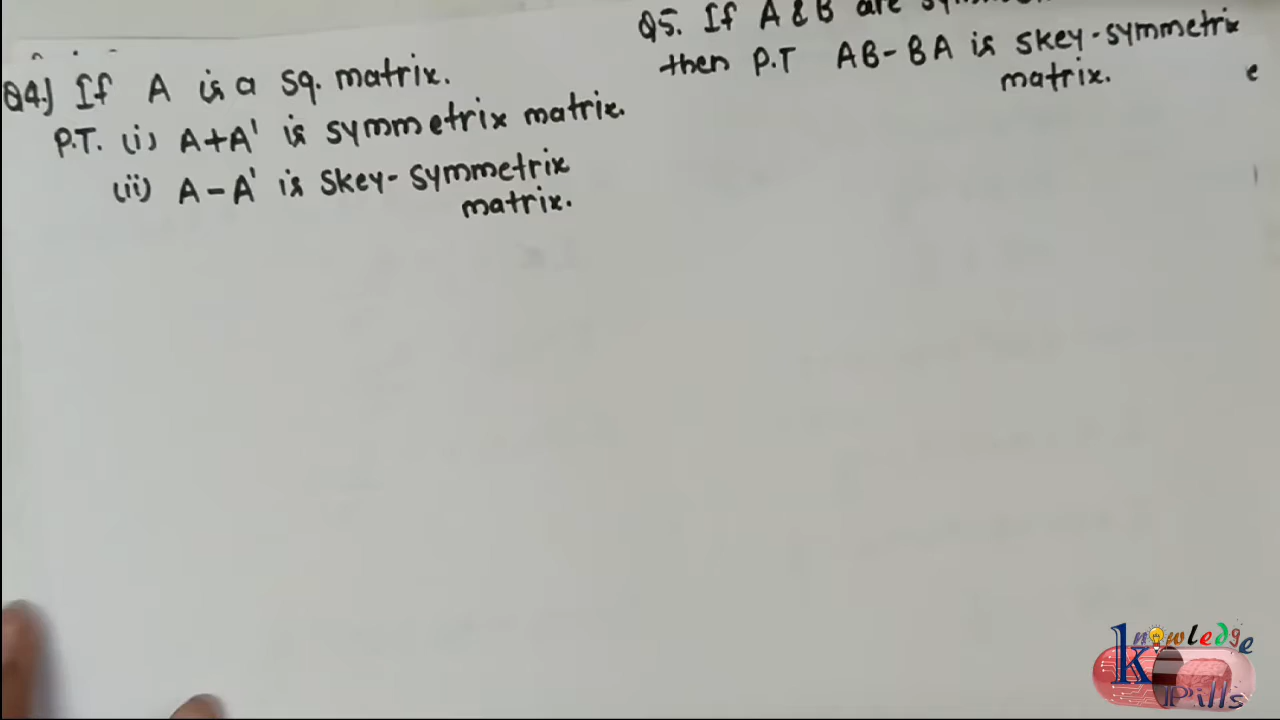 Q4.) If A is a sq. matrix.
P.T. (i) A+A' is symmetrix matrix.
(ii) A-A' is skey-symmetrix
matrix.
Q5. If A & B are
then P.T AB-BA is skey-symmetrix
matrix.
Knowledge
Pills